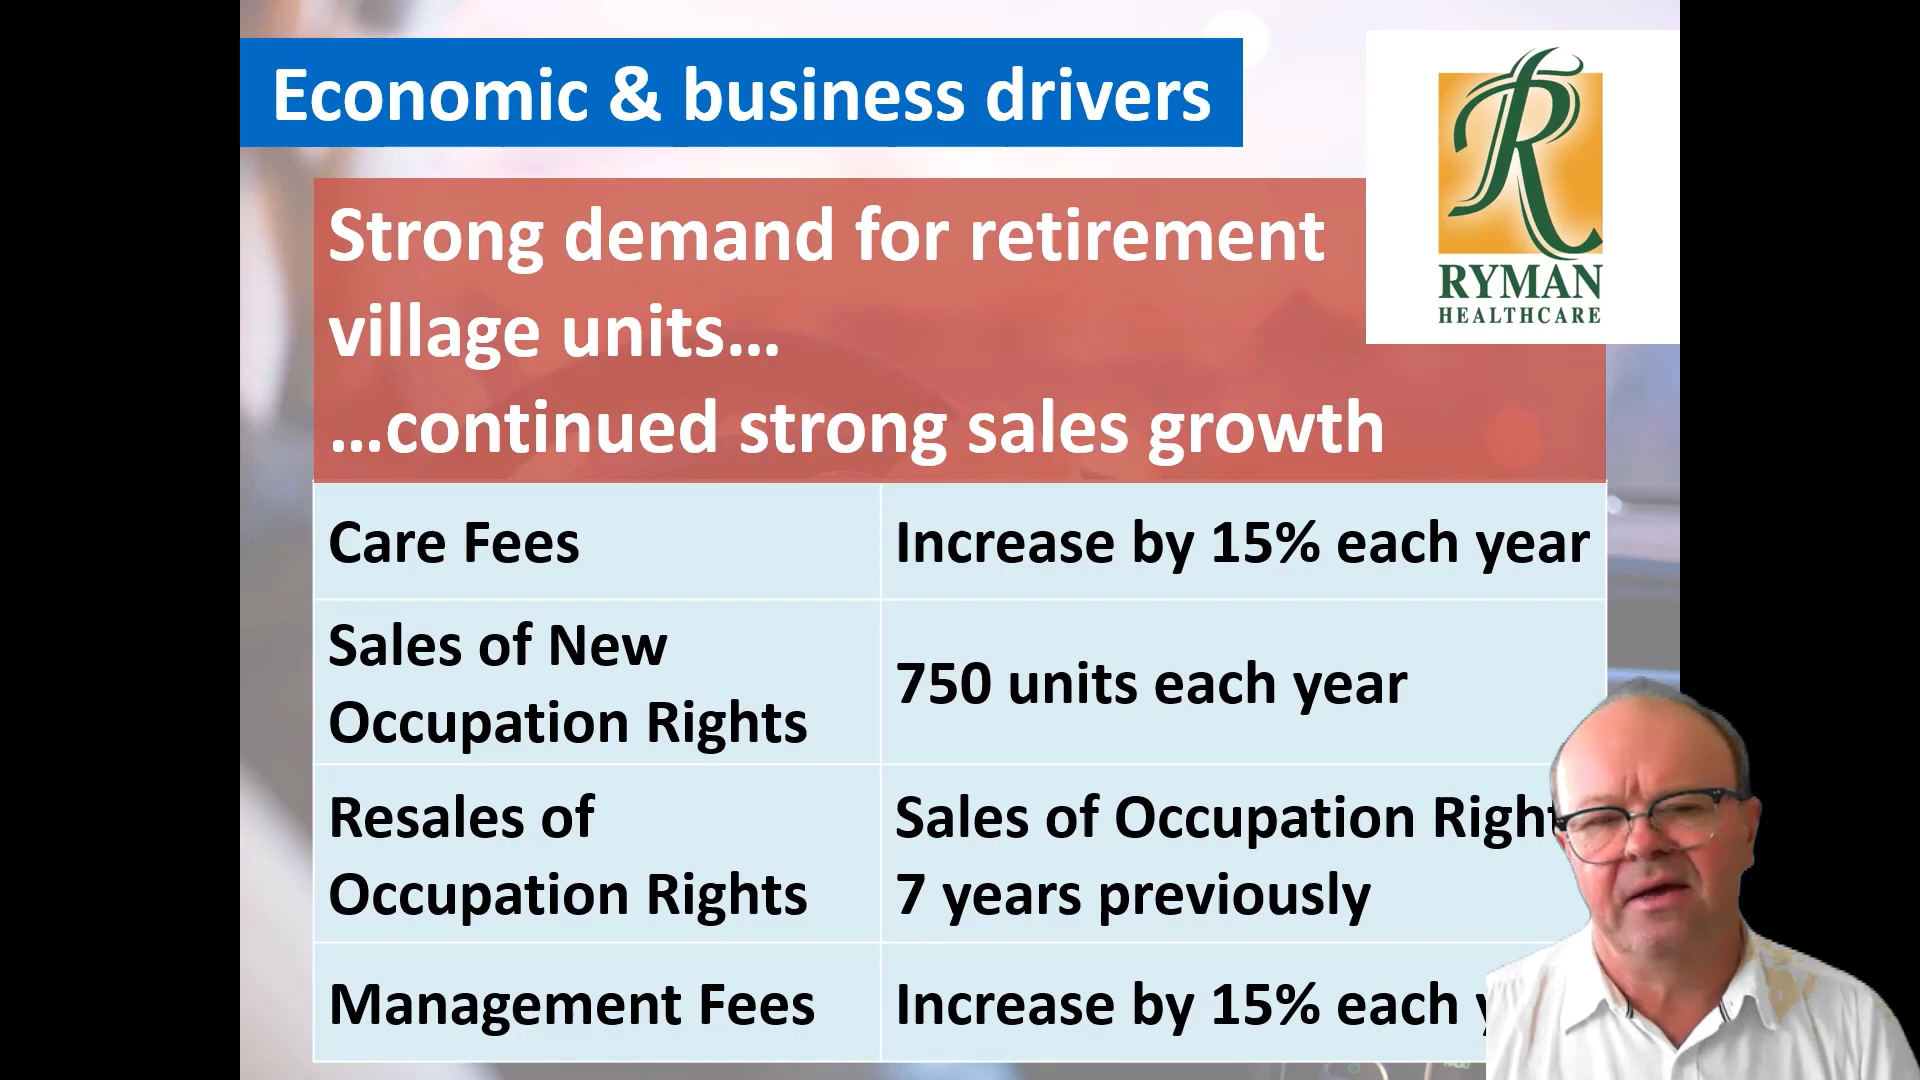 Economic & business drivers
RYMAN
HEALTHCARE
Strong demand for retirement
village units...
...continued strong sales growth
Care Fees
Increase by 15% each year
Sales of New
Occupation Rights
750 units each year
Resales of
Occupation Rights
Sales of Occupation
7 years previously
Management Fees
Increase by 15% each